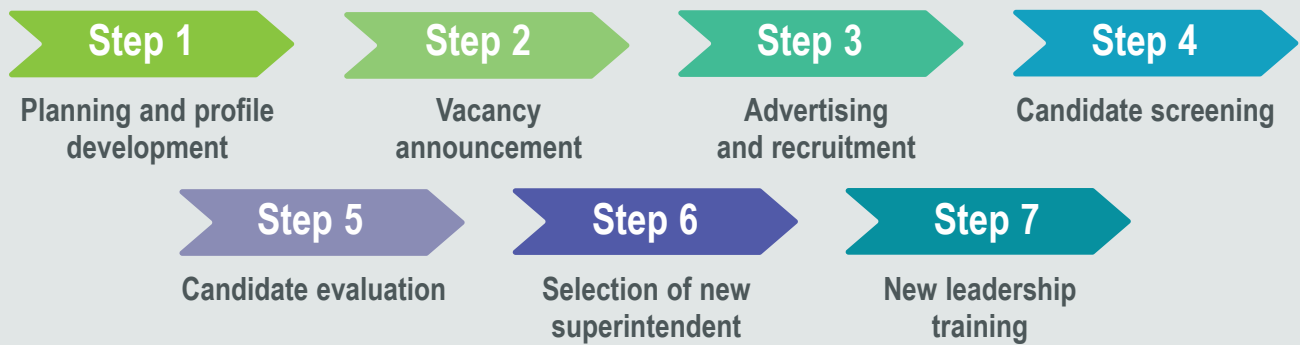 Step 1
Planning and profile
development
Step 2
Vacancy
announcement
Step 3
Advertising
and recruitment
Step 4
Candidate screening
Step 5
Candidate evaluation
Step 6
Selection of new
superintendent
Step 7
New leadership
training